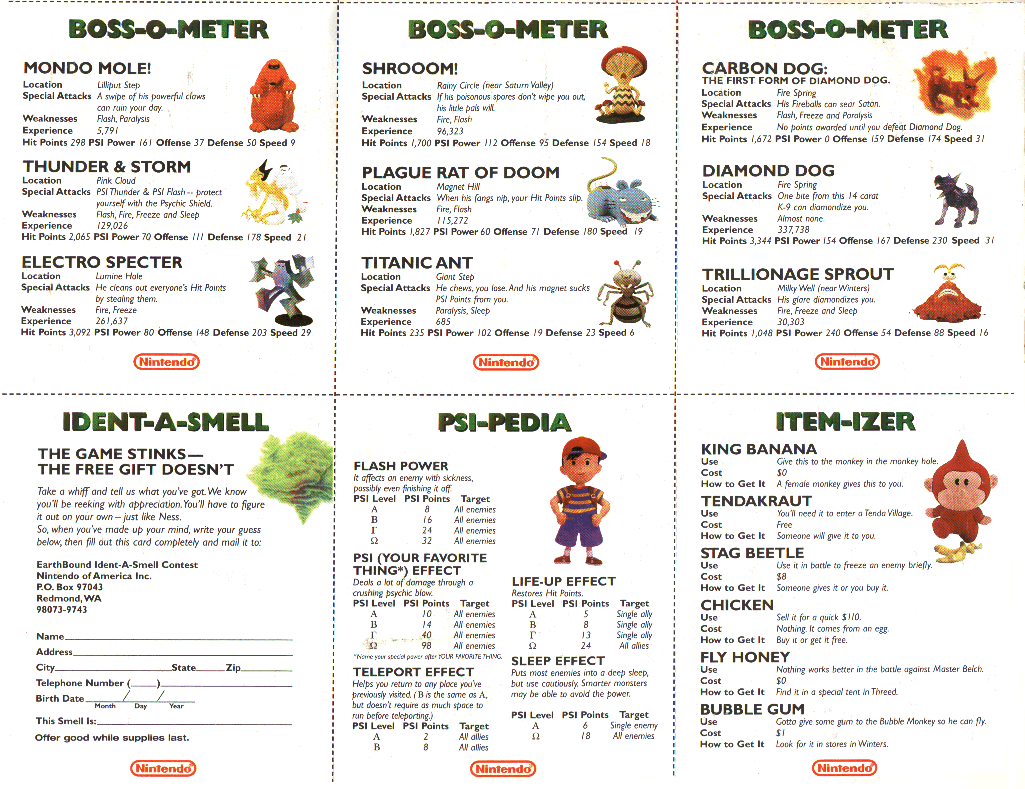 BOSS-O-METER
MONDO MOLE!
Location Lilliput Step
Special Attacks A swipe of his powerful claws
can ruin your day.
Weaknesses Flash, Paralysis
Experience 5,791
Hit Points 298 PSI Power 161 Offense 37 Defense 50 Speed 9
THUNDER & STORM
Location Pink Cloud
Special Attacks PSI Thunder & PSI Flash -- protect
yourself with the Psychic Shield.
Weaknesses Flash, Fire, Freeze and Sleep
Experience 129,026
Hit Points 2,065 PSI Power 70 Offense 111 Defense 178 Speed 21
ELECTRO SPECTER
Location Lumine Hole
Special Attacks He cleans out everyone's Hit Points
by stealing them.
Weaknesses Fire, Freeze
Experience 261,637
Hit Points 3,092 PSI Power 80 Offense 148 Defense 203 Speed 29
Nintendo
BOSS-O-METER
SHROOOM!
Location Rainy Circle (near Saturn Valley)
Special Attacks If his poisonous spores don't wipe you out,
his little pals will.
Weaknesses Fire, Flash
Experience 96,323
Hit Points 1,700 PSI Power 112 Offense 95 Defense 154 Speed 18
PLAGUE RAT OF DOOM
Location Magnet Hill
Special Attacks When his fangs nip, your Hit Points slip.
Weaknesses Fire, Flash
Experience 115,272
Hit Points 1,827 PSI Power 60 Offense 71 Defense 180 Speed 19
TITANIC ANT
Location Giant Step
Special Attacks He chews, you lose. And his magnet sucks
PSI Points from you.
Weaknesses Paralysis, Sleep
Experience 685
Hit Points 235 PSI Power 102 Offense 19 Defense 23 Speed 6
Nintendo
BOSS-O-METER
CARBON DOG:
THE FIRST FORM OF DIAMOND DOG.
Location Fire Spring
Special Attacks His Fireballs can sear Satan.
Weaknesses Flash, Freeze and Paralysis
Experience No points awarded until you defeat Diamond Dog.
Hit Points 1,672 PSI Power 0 Offense 159 Defense 174 Speed 31
DIAMOND DOG
Location Fire Spring
Special Attacks One bite from this 14 carat
K-9 can diamondize you.
Weaknesses Almost none.
Experience 337,738
Hit Points 3,344 PSI Power 154 Offense 167 Defense 230 Speed 31
TRILLIONAGE SPROUT
Location Milky Well (near Winters)
Special Attacks His glare diamondizes you.
Weaknesses Fire, Freeze and Sleep
Experience 30,303
Hit Points 1,048 PSI Power 240 Offense 54 Defense 88 Speed 16
Nintendo
IDENT-A-SMELL
THE GAME STINKS—
THE FREE GIFT DOESN'T
Take a whiff and tell us what you've got. We know
you'll be reeking with appreciation. You'll have to figure
it out on your own – just like Ness.
So, when you've made up your mind, write your guess
below, then fill out this card completely and mail it to:
EarthBound Ident-A-Smell Contest
Nintendo of America Inc.
P.O. Box 97043
Redmond, WA
98073-9743
Name
Address
City State Zip
Telephone Number ( )
Birth Date / /
Month Day Year
This Smell Is:
Offer good while supplies last.
Nintendo
PSI-PEDIA
FLASH POWER
It affects an enemy with sickness,
possibly even finishing it off.
PSI Level PSI Points Target
Α 8 All enemies
Β 16 All enemies
Γ 24 All enemies
Ω 32 All enemies
PSI (YOUR FAVORITE
THING*) EFFECT
Deals a lot of damage through a
crushing psychic blow.
PSI Level PSI Points Target
Α 10 All enemies
Β 14 All enemies
Γ 40 All enemies
Ω 98 All enemies
*Name your special power after YOUR FAVORITE THING.
TELEPORT EFFECT
Helps you return to any place you've
previously visited. (B is the same as A,
but doesn't require as much space to
run before teleporting.)
PSI Level PSI Points Target
Α 2 All allies
Β 8 All allies
LIFE-UP EFFECT
Restores Hit Points.
PSI Level PSI Points Target
Α 5 Single ally
Β 8 Single ally
Γ 13 Single ally
Ω 24 All allies
SLEEP EFFECT
Puts most enemies into a deep sleep,
but use cautiously. Smarter monsters
may be able to avoid the power.
PSI Level PSI Points Target
Α 6 Single enemy
Ω 18 All enemies
Nintendo
ITEM-IZER
KING BANANA
Use Give this to the monkey in the monkey hole.
Cost $0
How to Get It A female monkey gives this to you.
TENDAKRAUT
Use You'll need it to enter a Tenda Village.
Cost Free
How to Get It Someone will give it to you.
STAG BEETLE
Use Use it in battle to freeze an enemy briefly.
Cost $8
How to Get It Someone gives it or you buy it.
CHICKEN
Use Sell it for a quick $110.
Cost Nothing. It comes from an egg.
How to Get It Buy it or get it free.
FLY HONEY
Use Nothing works better in the battle against Master Belch.
Cost $0
How to Get It Find it in a special tent in Threed.
BUBBLE GUM
Use Gotta give some gum to the Bubble Monkey so he can fly.
Cost $1
How to Get It Look for it in stores in Winters.
Nintendo